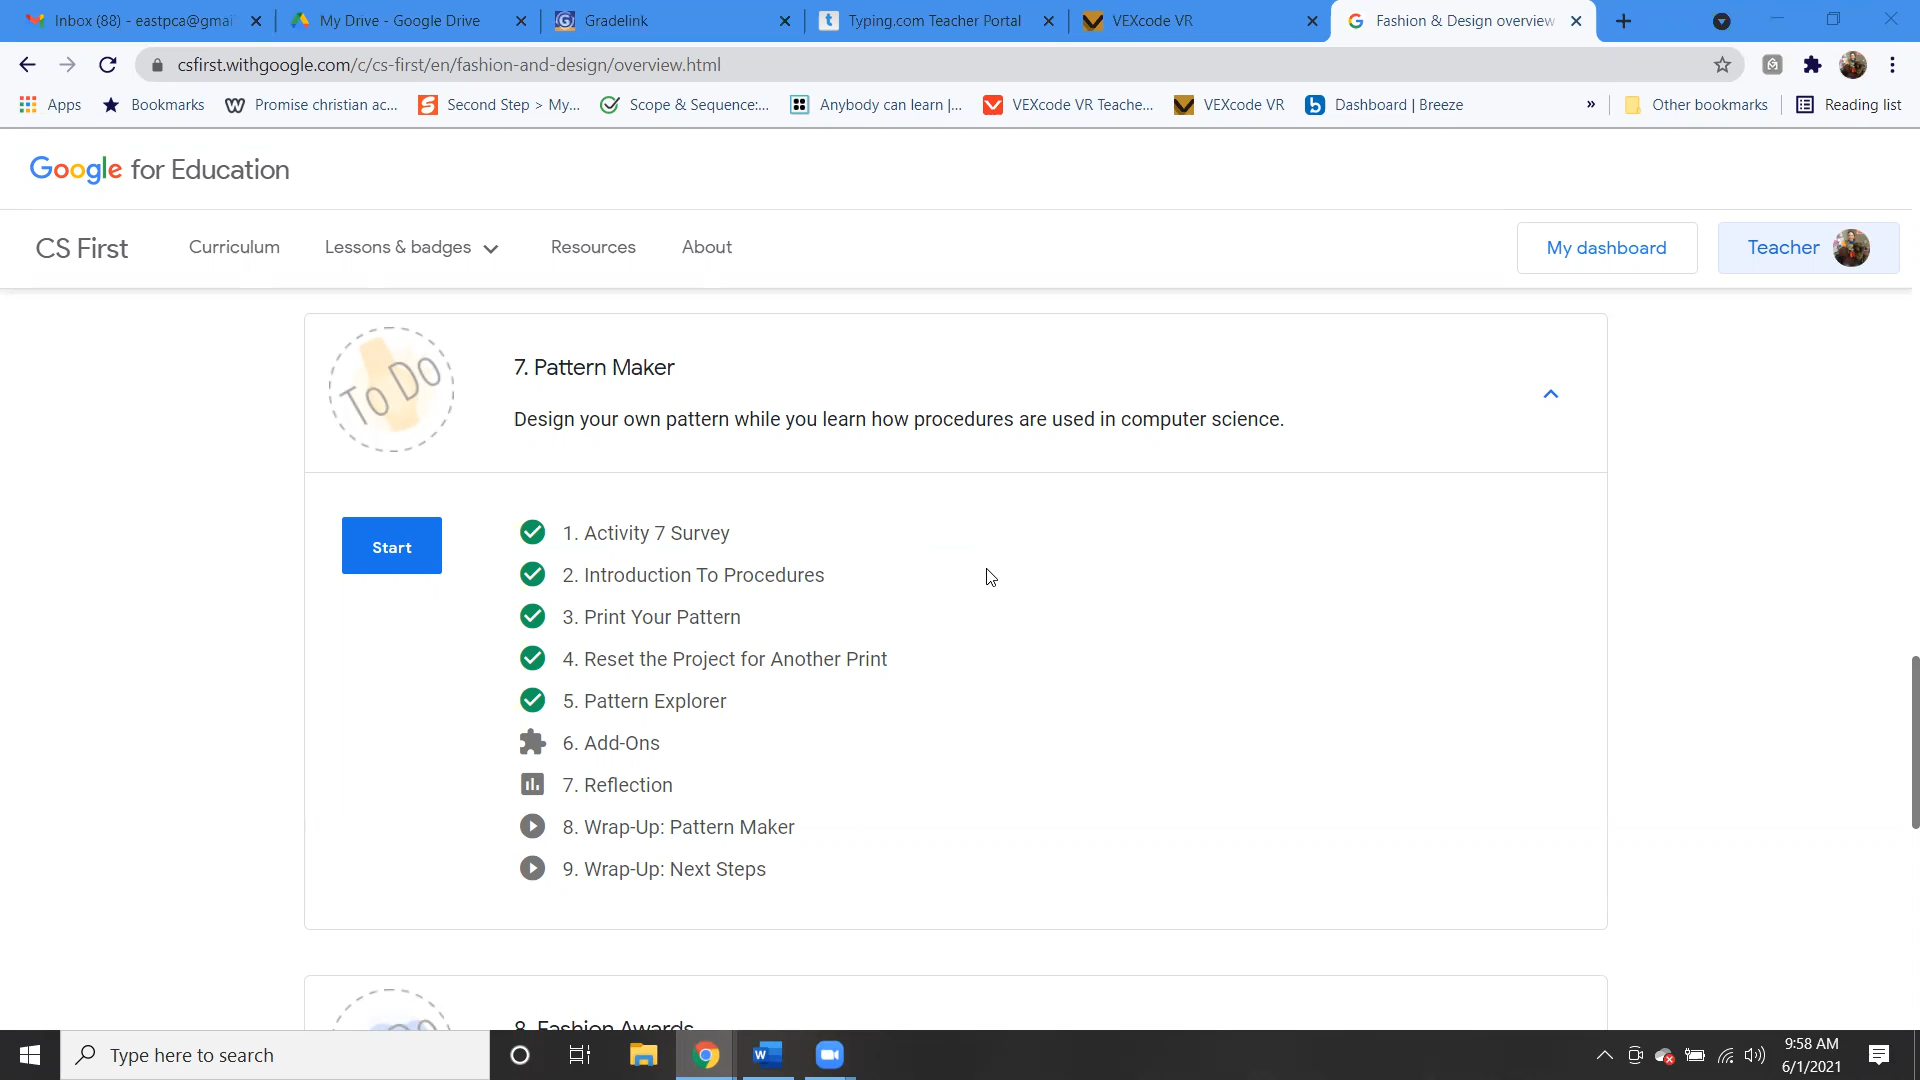 Inbox (88) - eastpca@gmai
My Drive - Google Drive
Gradelink
Typing.com Teacher Portal
VEXcode VR
Fashion & Design overview
csfirst.withgoogle.com/c/cs-first/en/fashion-and-design/overview.html
Apps
Bookmarks
Promise christian ac...
Second Step > My...
Scope & Sequence:...
Anybody can learn |...
VEXcode VR Teache...
VEXcode VR
Dashboard | Breeze
»
Other bookmarks
Reading list
Google for Education
CS First
Curriculum
Lessons & badges
Resources
About
My dashboard
Teacher
To Do
7. Pattern Maker
Design your own pattern while you learn how procedures are used in computer science.
Start
1. Activity 7 Survey
2. Introduction To Procedures
3. Print Your Pattern
4. Reset the Project for Another Print
5. Pattern Explorer
6. Add-Ons
7. Reflection
8. Wrap-Up: Pattern Maker
9. Wrap-Up: Next Steps
8. Fashion Awards
Type here to search
9:58 AM
6/1/2021